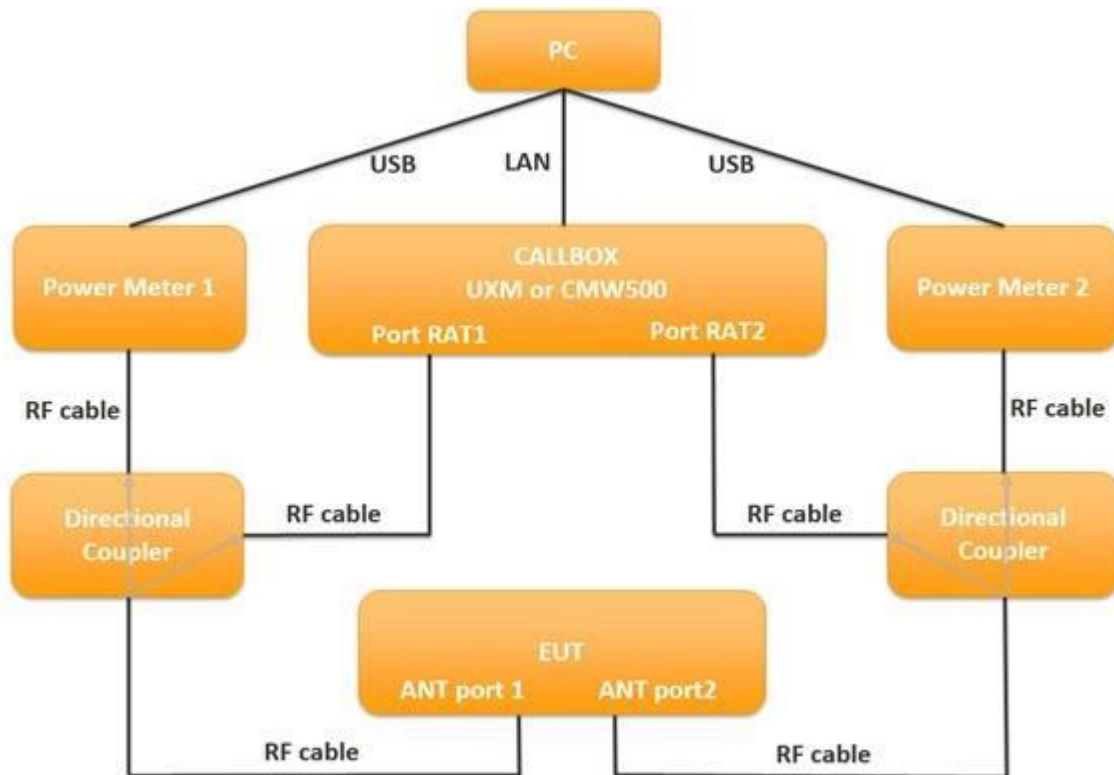 PC
USB
LAN
USB
Power Meter 1
CALLBOX
UXM or CMW500
Port RAT1
Port RAT2
Power Meter 2
RF cable
RF cable
Directional
Coupler
RF cable
RF cable
Directional
Coupler
EUT
ANT port 1
ANT port2
RF cable
RF cable